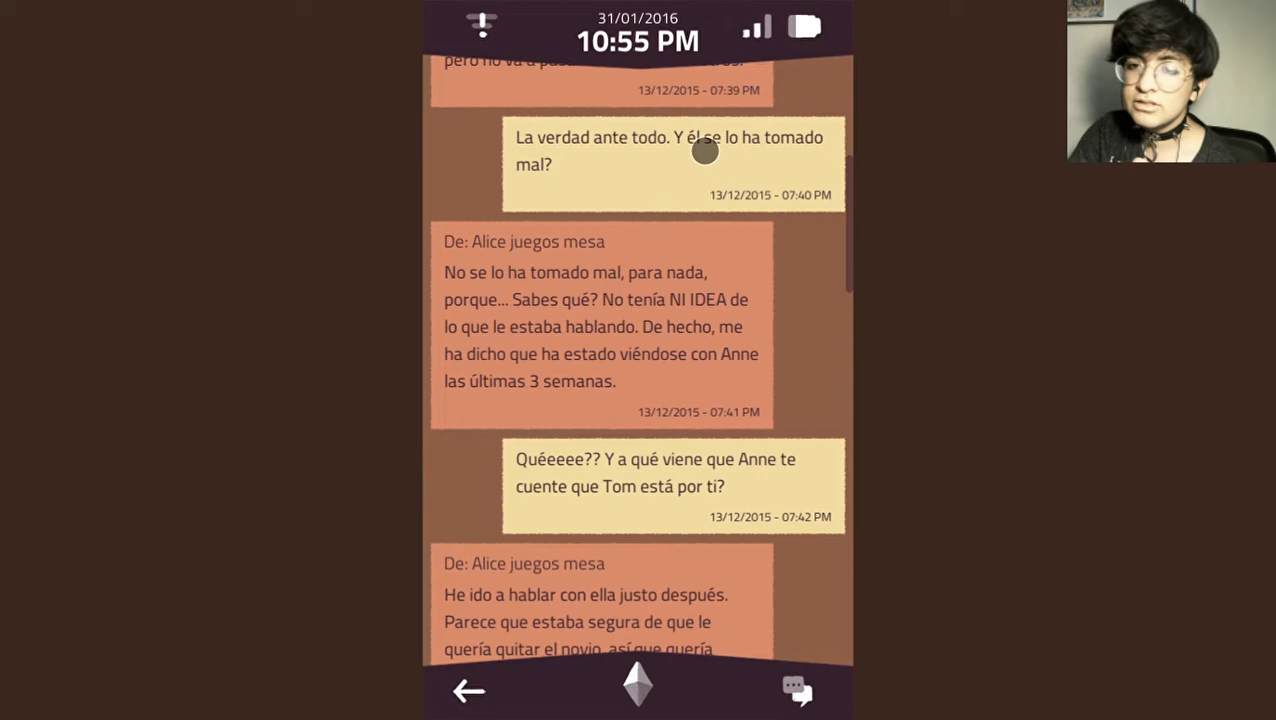 31/01/2016
10:55 PM
13/12/2015 - 07:39 PM
La verdad ante todo. Y él se lo ha tomado
mal?
13/12/2015 - 07:40 PM
De: Alice juegos mesa
No se lo ha tomado mal, para nada,
porque... Sabes qué? No tenía NI IDEA de
lo que le estaba hablando. De hecho, me
ha dicho que ha estado viéndose con Anne
las últimas 3 semanas.
13/12/2015 - 07:41 PM
Quéeeee?? Y a qué viene que Anne te
cuente que Tom está por ti?
13/12/2015 - 07:42 PM
De: Alice juegos mesa
He ido a hablar con ella justo después.
Parece que estaba segura de que le
quería quitar el novio, así que quería